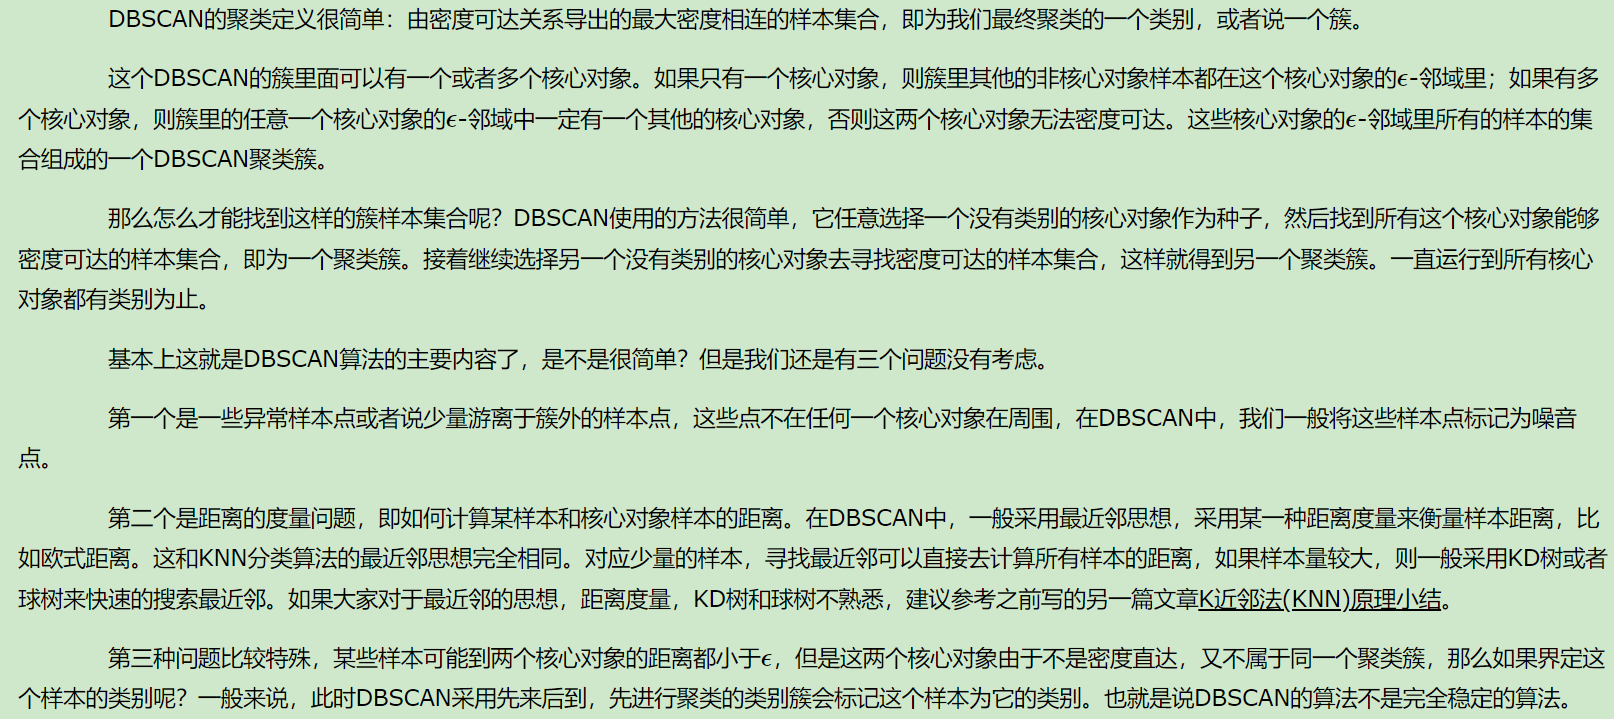 DBSCAN的聚类定义很简单：由密度可达关系导出的最大密度相连的样本集合，即为我们最终聚类的一个类别，或者说一个簇。
这个DBSCAN的簇里面可以有一个或者多个核心对象。如果只有一个核心对象，则簇里其他的非核心对象样本都在这个核心对象的ϵ-邻域里；如果有多
个核心对象，则簇里的任意一个核心对象的ϵ-邻域中一定有一个其他的核心对象，否则这两个核心对象无法密度可达。这些核心对象的ϵ-邻域里所有的样本的集
合组成的一个DBSCAN聚类簇。
那么怎么才能找到这样的簇样本集合呢？DBSCAN使用的方法很简单，它任意选择一个没有类别的核心对象作为种子，然后找到所有这个核心对象能够
密度可达的样本集合，即为一个聚类簇。接着继续选择另一个没有类别的核心对象去寻找密度可达的样本集合，这样就得到另一个聚类簇。一直运行到所有核心
对象都有类别为止。
基本上这就是DBSCAN算法的主要内容了，是不是很简单？但是我们还是有三个问题没有考虑。
第一个是一些异常样本点或者说少量游离于簇外的样本点，这些点不在任何一个核心对象在周围，在DBSCAN中，我们一般将这些样本点标记为噪音
点。
第二个是距离的度量问题，即如何计算某样本和核心对象样本的距离。在DBSCAN中，一般采用最近邻思想，采用某一种距离度量来衡量样本距离，比
如欧式距离。这和KNN分类算法的最近邻思想完全相同。对应少量的样本，寻找最近邻可以直接去计算所有样本的距离，如果样本量较大，则一般采用KD树或者
球树来快速的搜索最近邻。如果大家对于最近邻的思想，距离度量，KD树和球树不熟悉，建议参考之前写的另一篇文章K近邻法(KNN)原理小结。
第三种问题比较特殊，某些样本可能到两个核心对象的距离都小于ϵ，但是这两个核心对象由于不是密度直达，又不属于同一个聚类簇，那么如果界定这
个样本的类别呢？一般来说，此时DBSCAN采用先来后到，先进行聚类的类别簇会标记这个样本为它的类别。也就是说DBSCAN的算法不是完全稳定的算法。